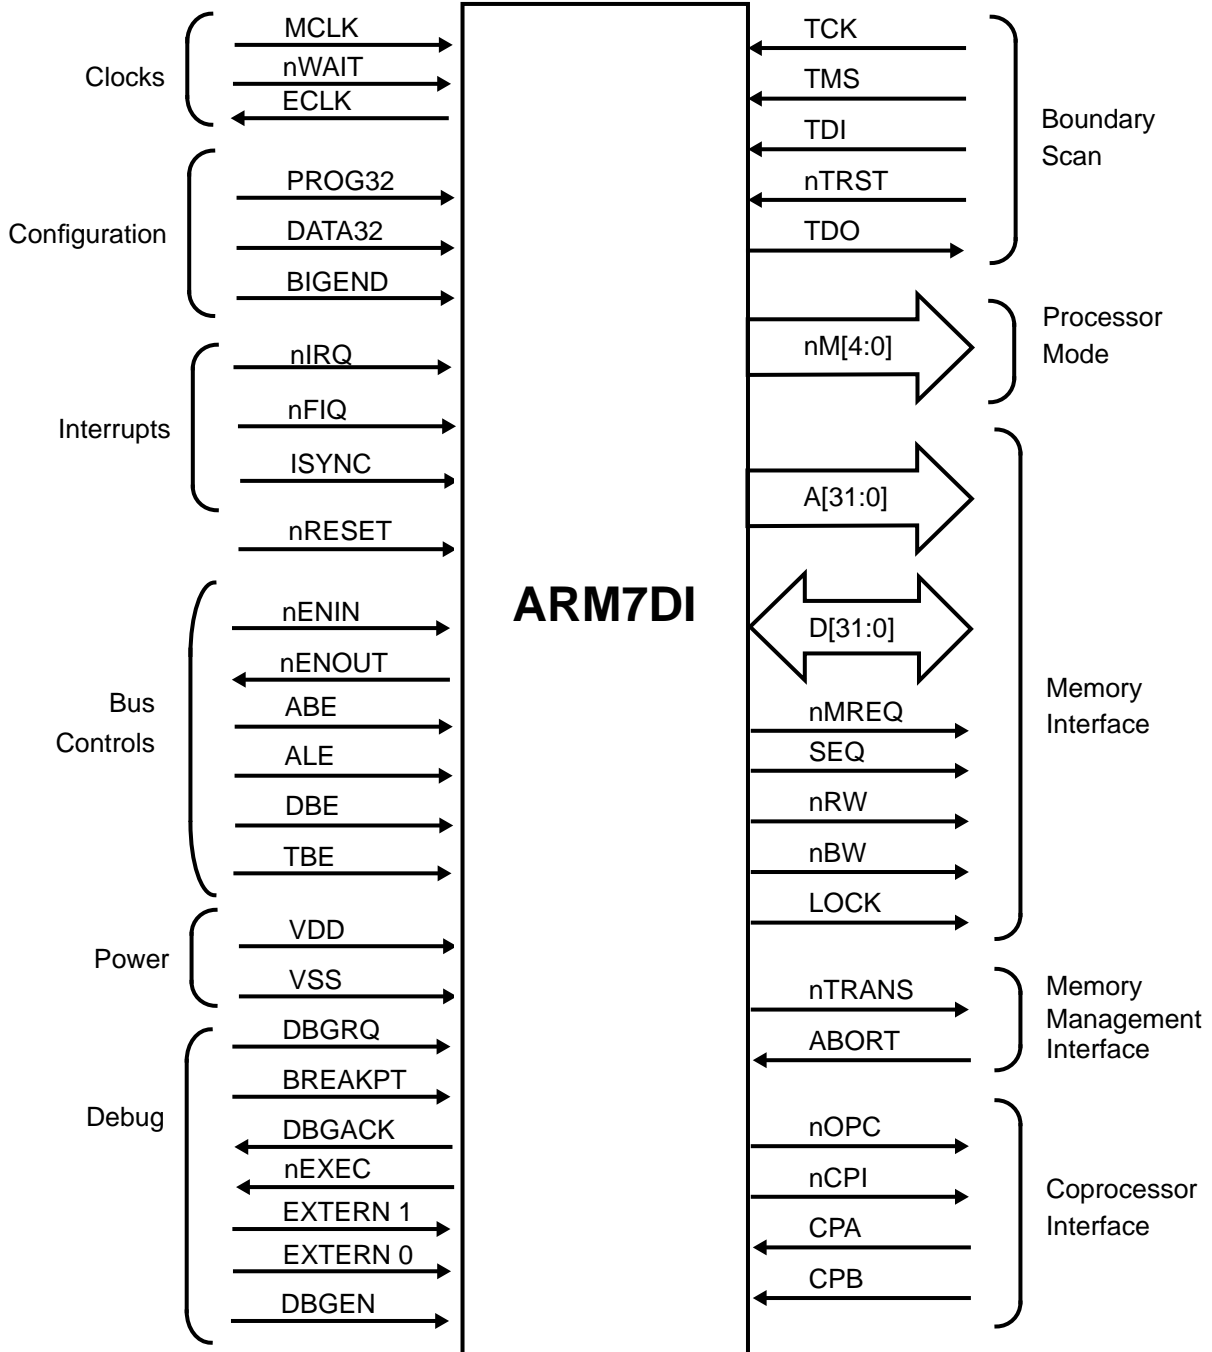 MCLK
nWAIT
ECLK
Clocks
PROG32
DATA32
BIGEND
Configuration
nIRQ
nFIQ
ISYNC
Interrupts
nRESET
nENIN
nENOUT
ABE
ALE
DBE
TBE
Bus
Controls
VDD
VSS
Power
DBGRQ
BREAKPT
DBGACK
nEXEC
EXTERN 1
EXTERN 0
DBGEN
Debug
ARM7DI
TCK
TMS
TDI
nTRST
TDO
Boundary
Scan
nM[4:0]
Processor
Mode
A[31:0]
D[31:0]
nMREQ
SEQ
nRW
nBW
LOCK
Memory
Interface
nTRANS
ABORT
Memory
Management
Interface
nOPC
nCPI
CPA
CPB
Coprocessor
Interface